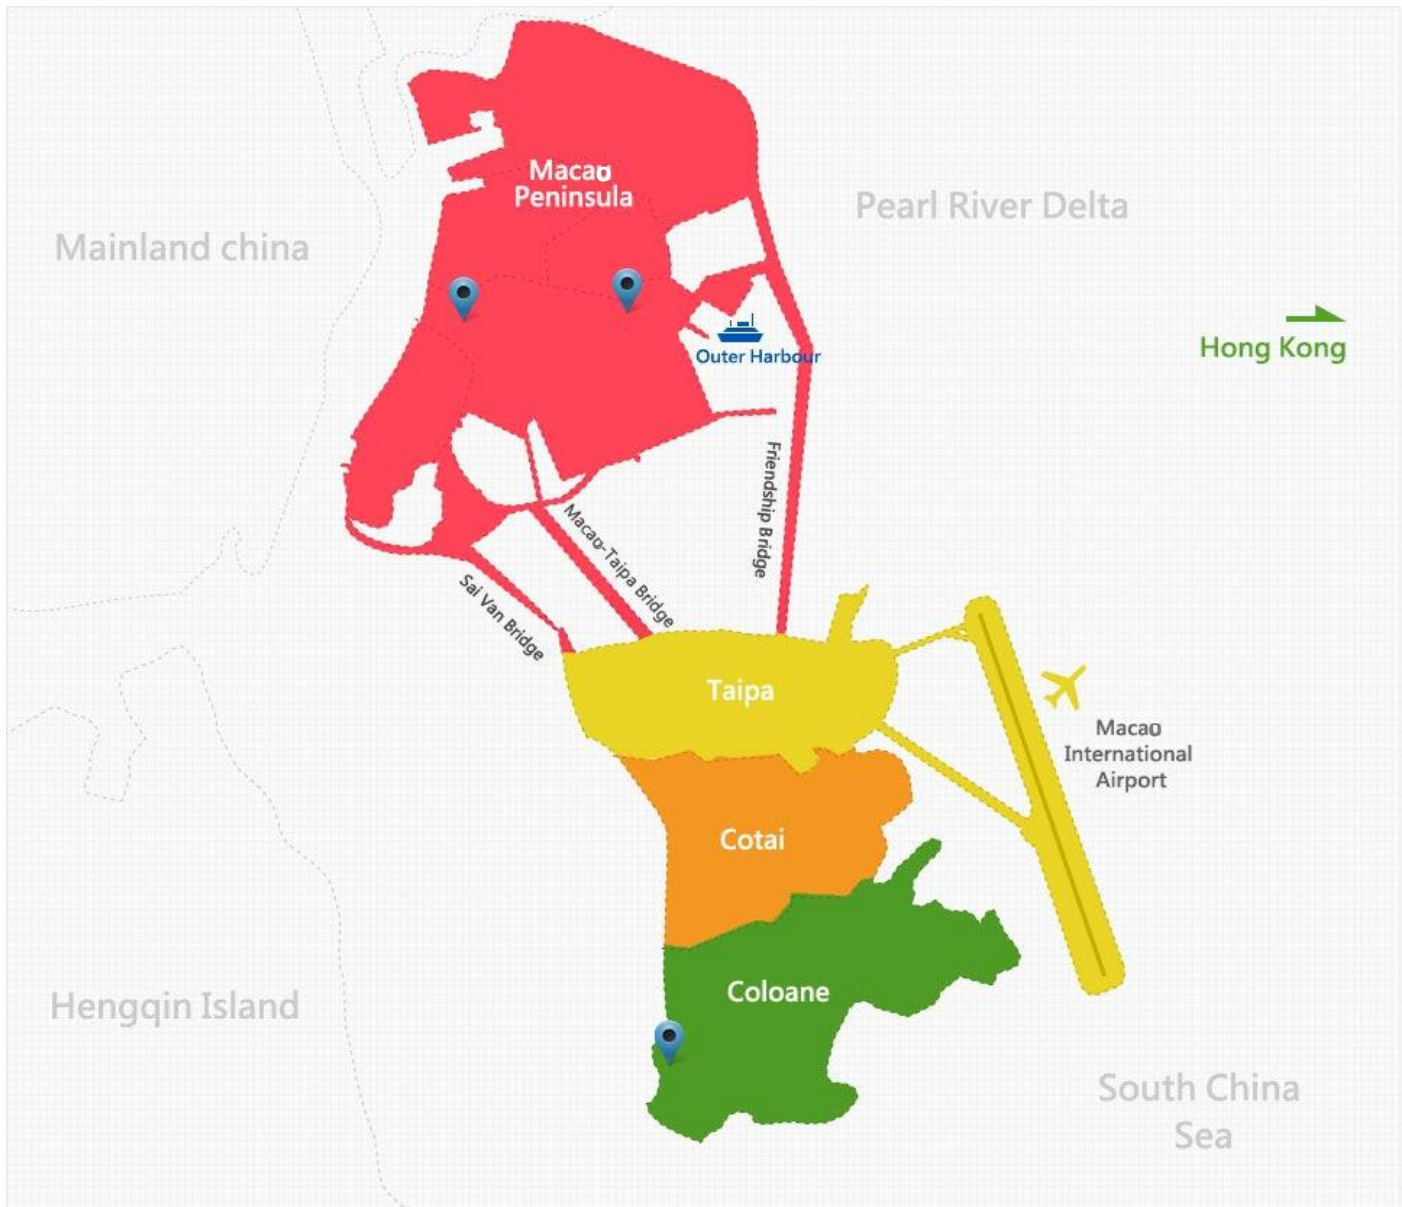 Macao
Peninsula
Pearl River Delta
Mainland china
Hong Kong
Outer Harbour
Friendship Bridge
Macao-Taipa Bridge
Sai Van Bridge
Taipa
Macao
International
Airport
Cotai
Coloane
Hengqin Island
South China
Sea